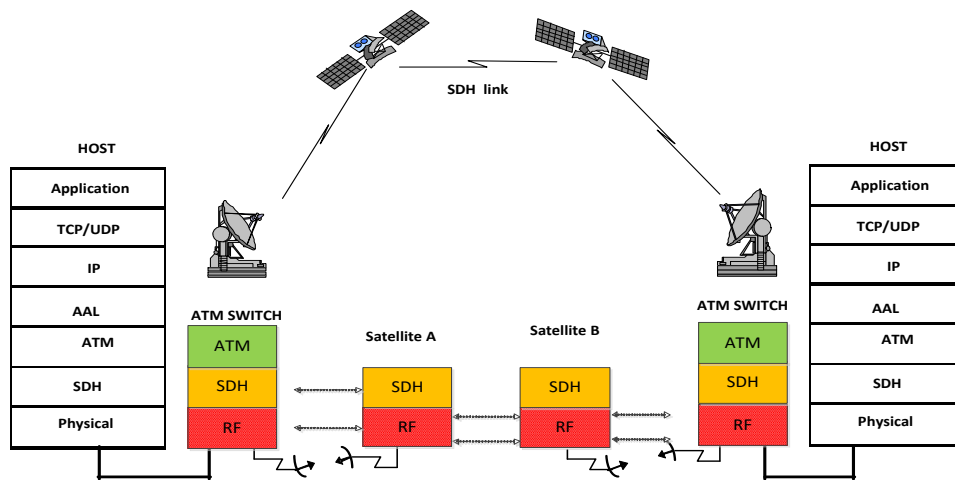 SDH link
HOST
Application
TCP/UDP
IP
AAL
ATM
SDH
Physical
ATM SWITCH
ATM
SDH
RF
Satellite A
SDH
RF
Satellite B
SDH
RF
ATM SWITCH
ATM
SDH
RF
HOST
Application
TCP/UDP
IP
AAL
ATM
SDH
Physical